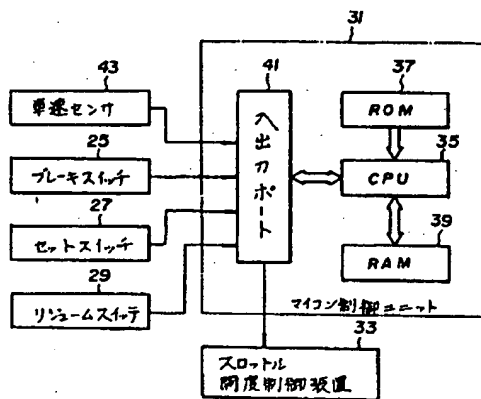 31
43
車速センサ
25
ブレーキスイッチ
27
セットスイッチ
29
リジュームスイッチ
41
入出力ポート
37
ROM
35
CPU
39
RAM
マイコン制御ユニット
33
スロットル
開度制御装置